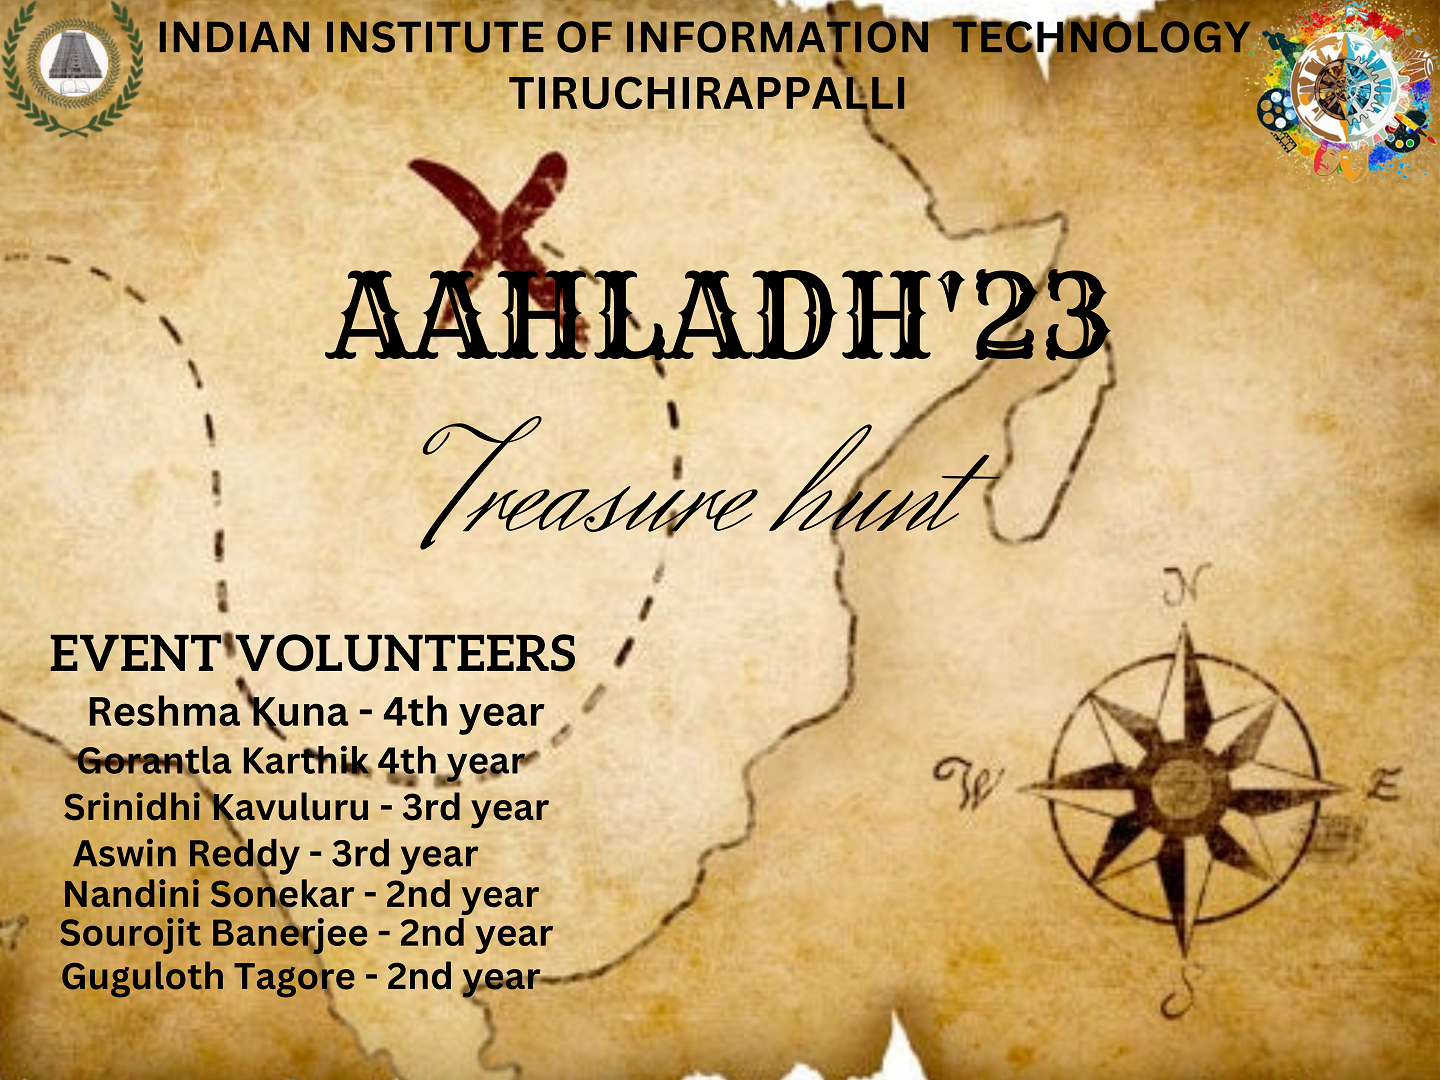 INDIAN INSTITUTE OF INFORMATION TECHNOLOGY
TIRUCHIRAPPALLI
AAHLADH'23
Treasure hunt
N
EVENT VOLUNTEERS
Reshma Kuna - 4th year
Gorantla Karthik 4th year
W
E
Srinidhi Kavuluru - 3rd year
Aswin Reddy - 3rd year
Nandini Sonekar - 2nd year
Sourojit Banerjee - 2nd year
Guguloth Tagore - 2nd year
S